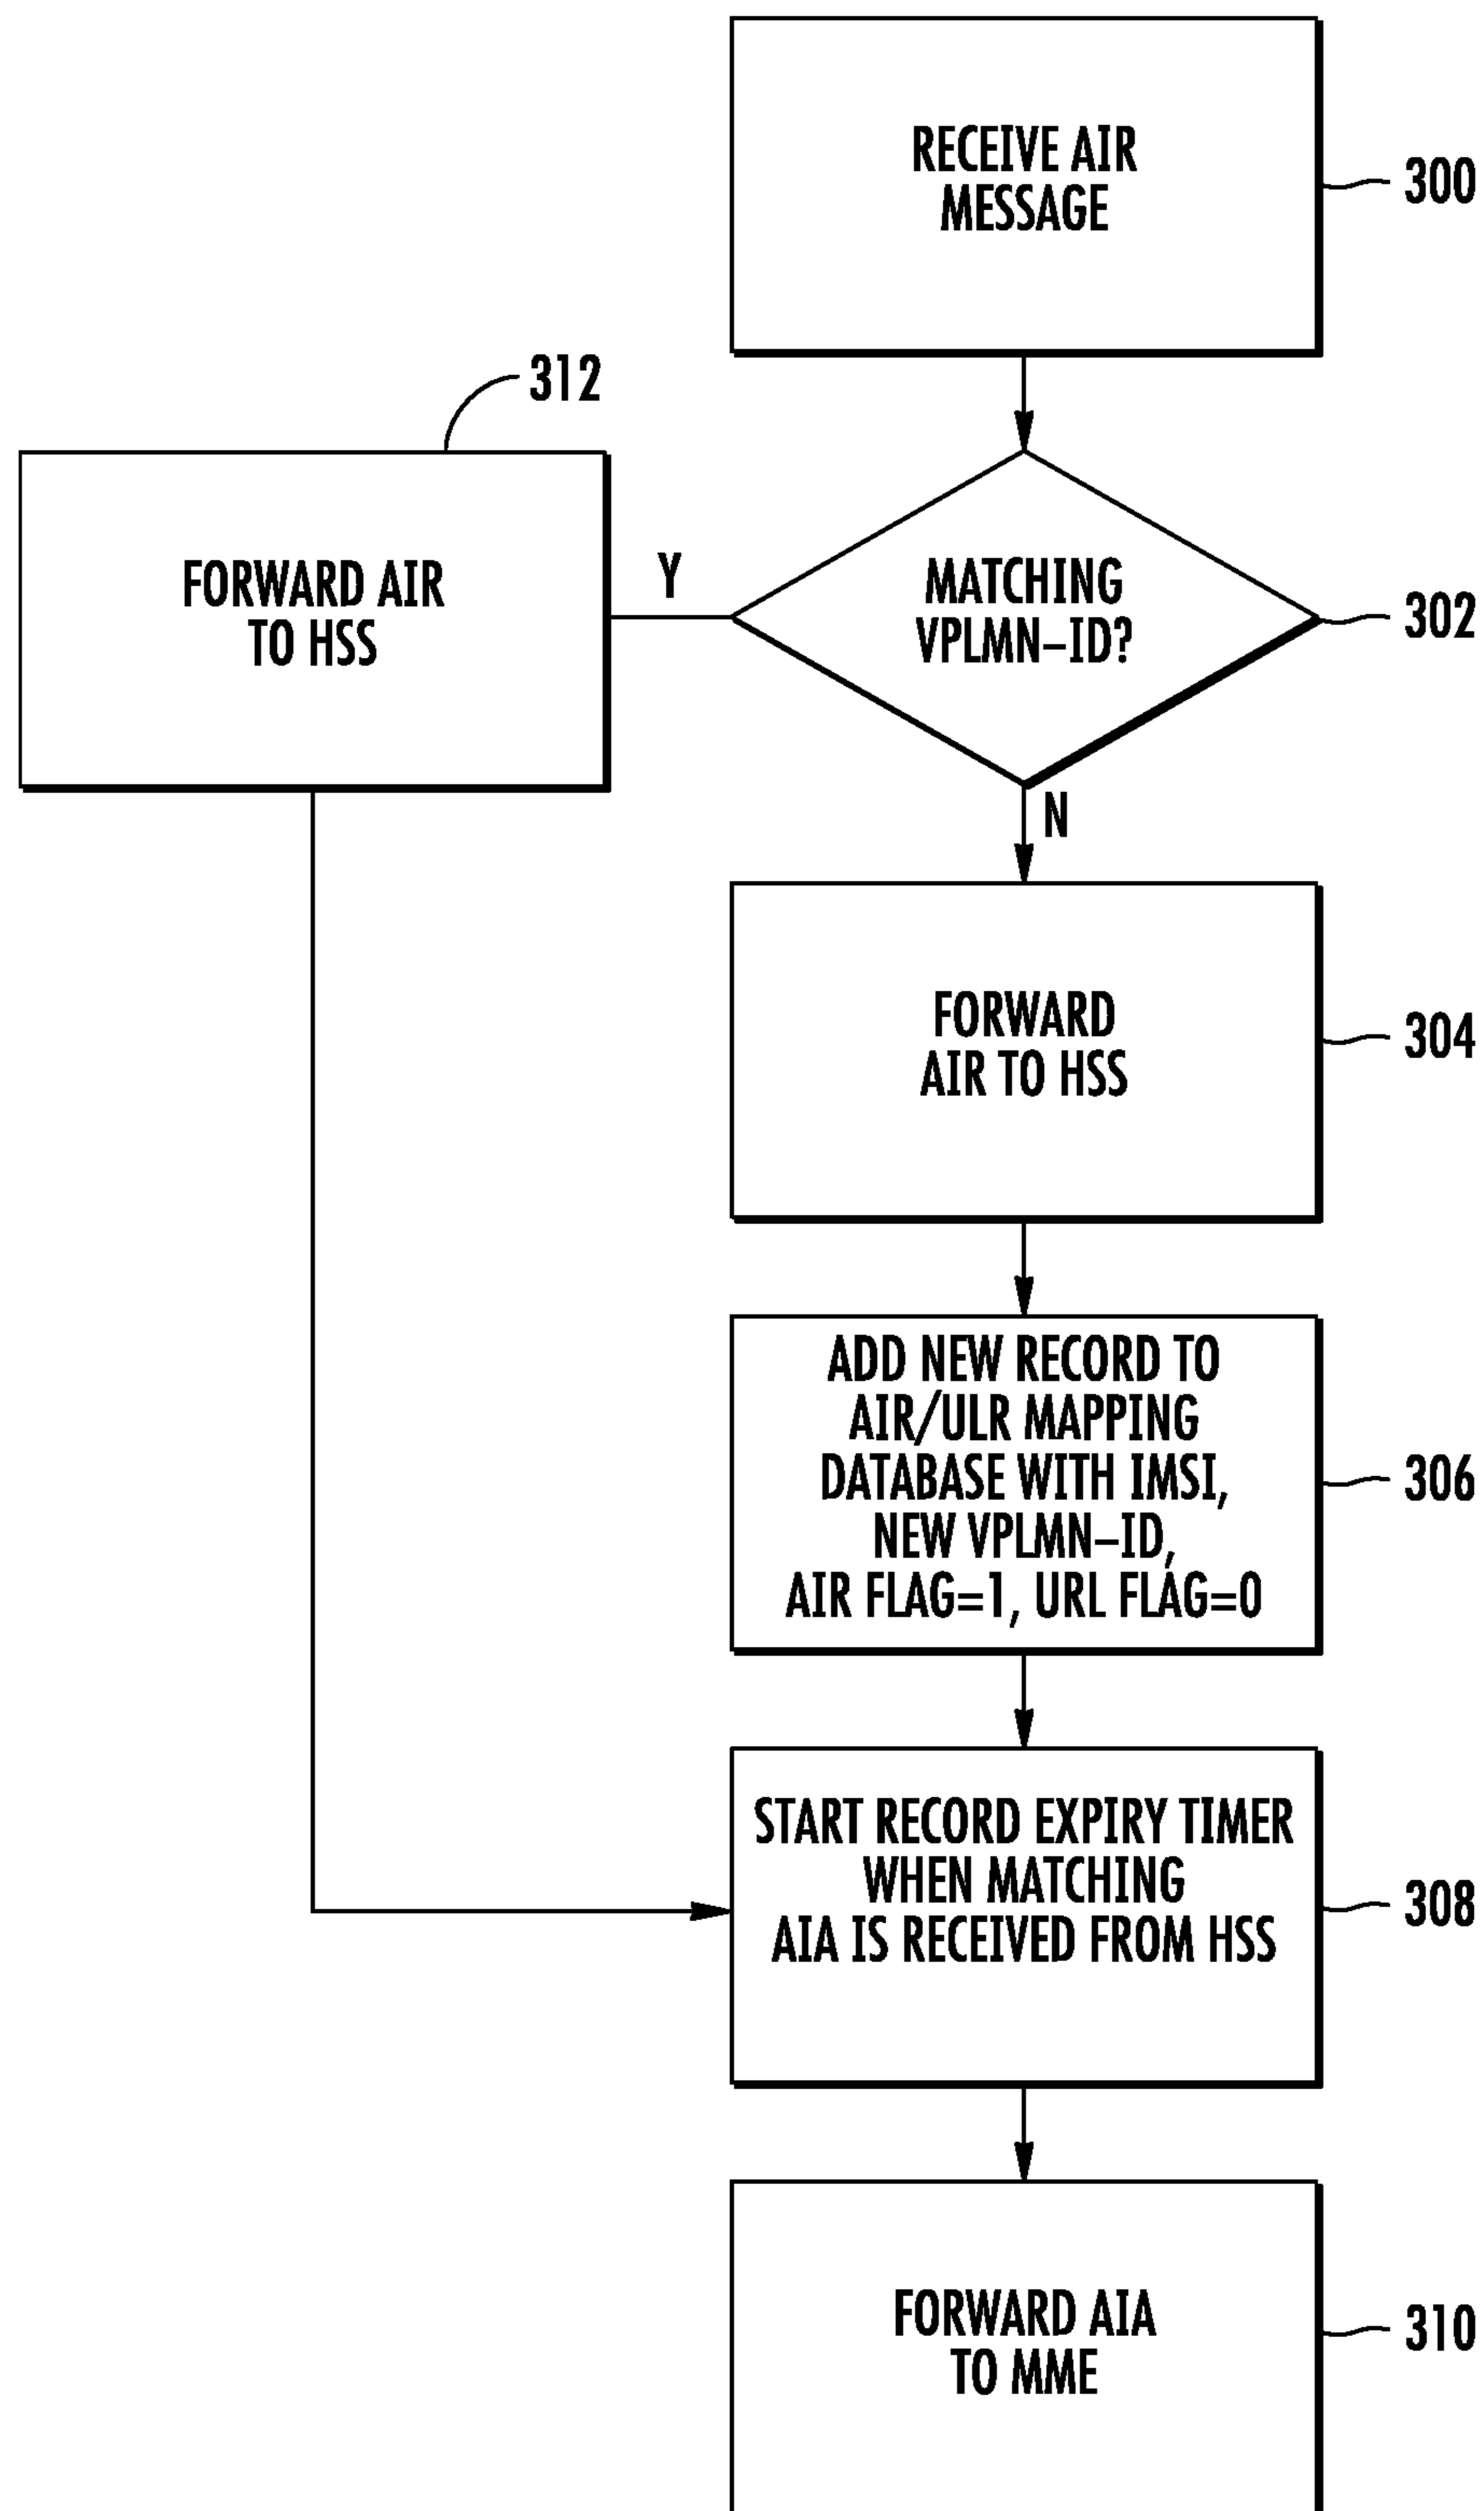 RECEIVE AIR
MESSAGE
300
312
FORWARD AIR
TO HSS
Y
MATCHING
VPLMN–ID?
302
N
FORWARD
AIR TO HSS
304
ADD NEW RECORD TO
AIR/ULR MAPPING
DATABASE WITH IMSI,
NEW VPLMN–ID,
AIR FLAG=1, URL FLAG=0
306
START RECORD EXPIRY TIMER
WHEN MATCHING
AIA IS RECEIVED FROM HSS
308
FORWARD AIA
TO MME
310